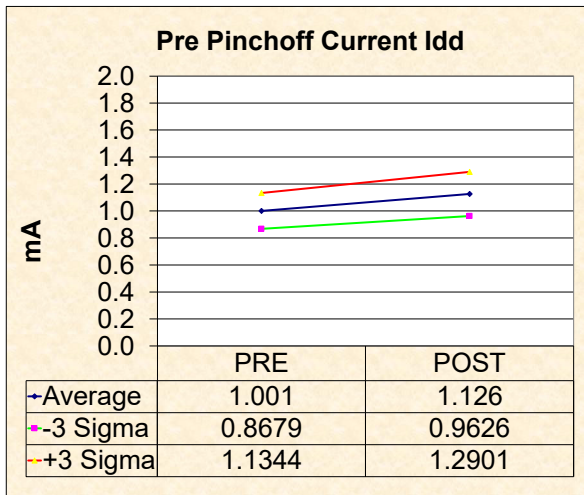 Pre Pinchoff Current Idd
2.0
1.8
1.6
1.4
1.2
1.0
0.8
0.6
0.4
0.2
0.0
mA
PRE POST
Average 1.001 1.126
-3 Sigma 0.8679 0.9626
+3 Sigma 1.1344 1.2901